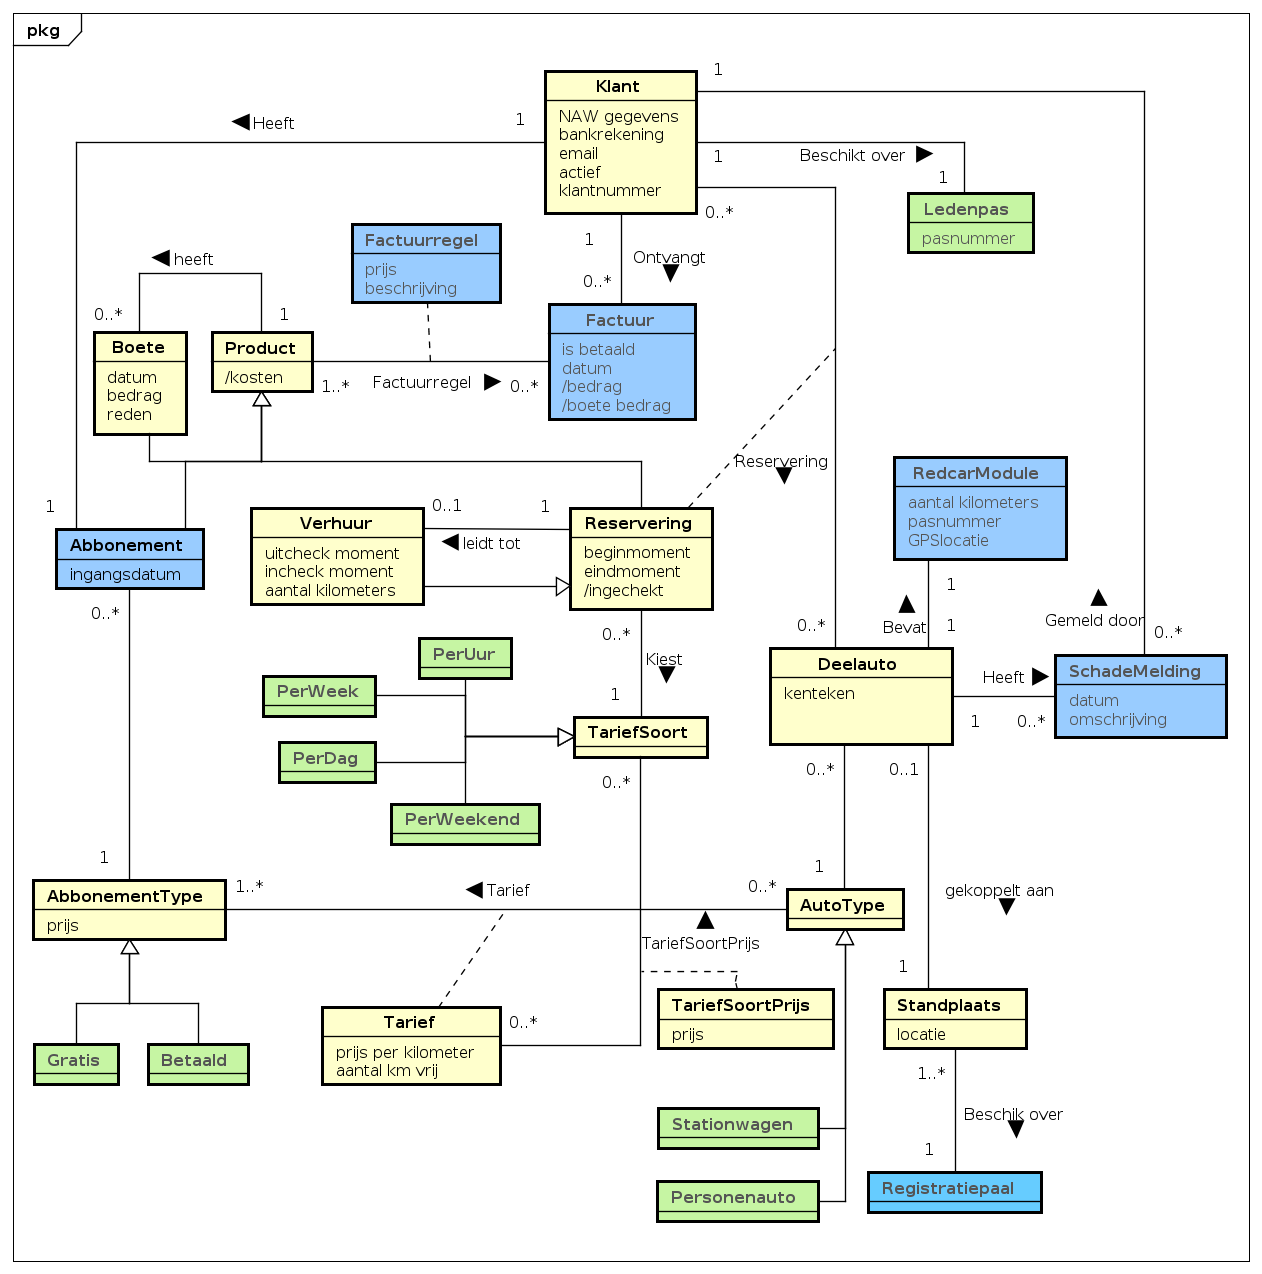 pkg
Klant
NAW gegevens
bankrekening
email
actief
klantnummer
1
Heeft
1
1
Beschikt over
1
Ledenpas
pasnummer
0..*
1
Ontvangt
0..*
Factuurregel
prijs
beschrijving
heeft
0..*
1
Boete
datum
bedrag
reden
Product
/kosten
1..*
Factuurregel
0..*
Factuur
is betaald
datum
/bedrag
/boete bedrag
Reservering
RedcarModule
aantal kilometers
pasnummer
GPSlocatie
1
Abbonement
ingangsdatum
0..*
Verhuur
uitcheck moment
incheck moment
aantal kilometers
0..1
1
leidt tot
Reservering
beginmoment
eindmoment
/ingechekt
0..*
Kiest
1
1
Bevat
1
0..*
Gemeld door
0..*
Deelauto
kenteken
Heeft
1
0..*
SchadeMelding
datum
omschrijving
PerUur
PerWeek
PerDag
PerWeekend
TariefSoort
0..*
0..*
0..1
1
1
AbbonementType
prijs
1..*
Tarief
0..*
AutoType
gekoppelt aan
TariefSoortPrijs
1
Tarief
prijs per kilometer
aantal km vrij
0..*
TariefSoortPrijs
prijs
Standplaats
locatie
1..*
Gratis
Betaald
Beschik over
1
Stationwagen
Personenauto
Registratiepaal